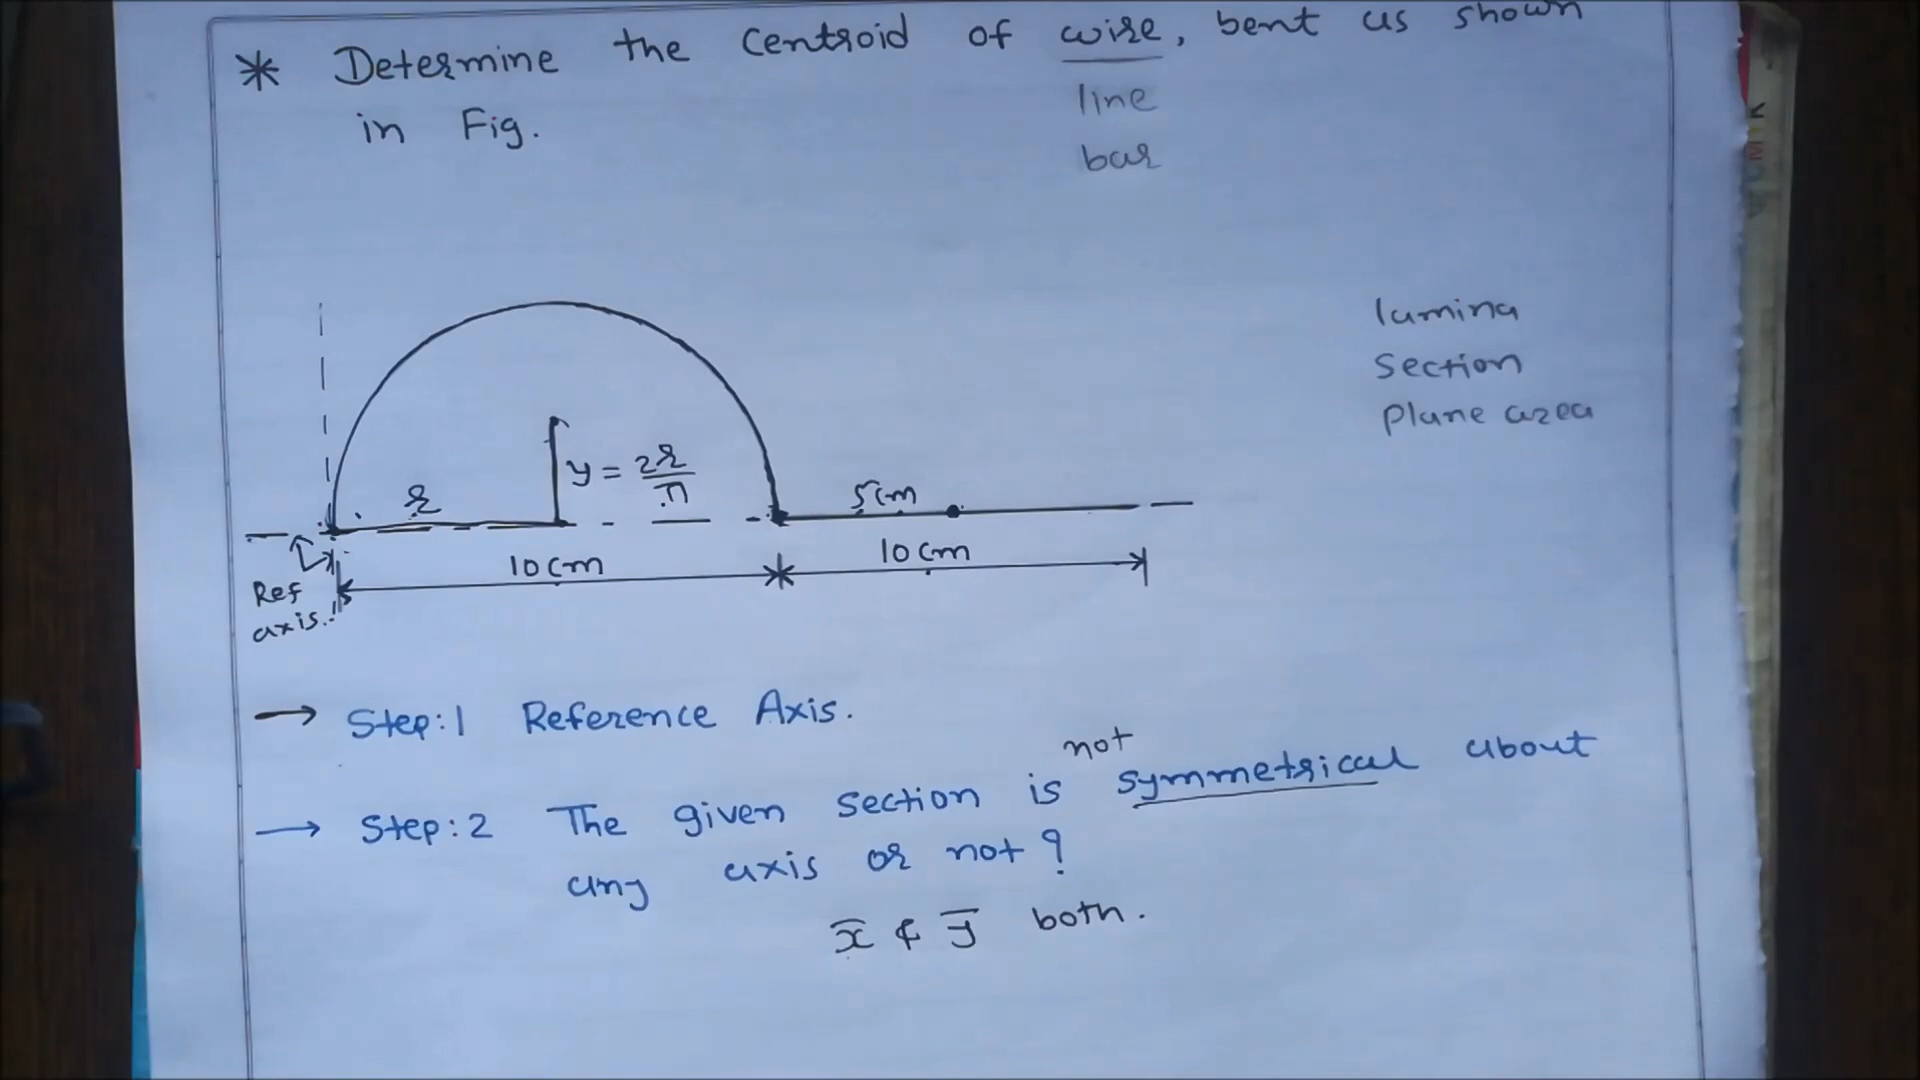 * Determine the centroid of wire, bent as shown
in Fig.
line
bar
lamina
section
plane area
r
y = 2r/π
5cm
10cm
10cm
Ref
axis.
→ Step:1 Reference Axis.
not
→ Step:2 The given section is symmetrical about
any axis or not?
x̅ & y̅ both.